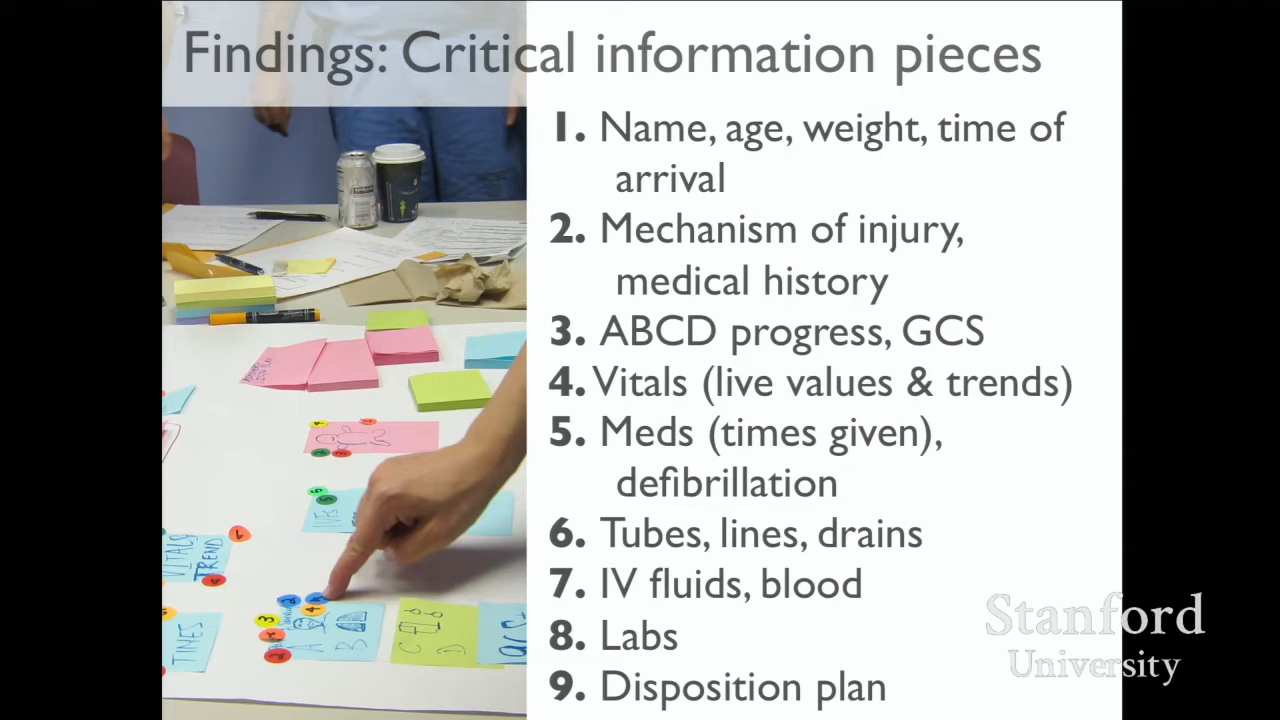 Findings: Critical information pieces
1. Name, age, weight, time of
arrival
2. Mechanism of injury,
medical history
3. ABCD progress, GCS
4. Vitals (live values & trends)
5. Meds (times given),
defibrillation
6. Tubes, lines, drains
7. IV fluids, blood
8. Labs
9. Disposition plan
VITALS
TREND
A
B
C
D
Stanford
University